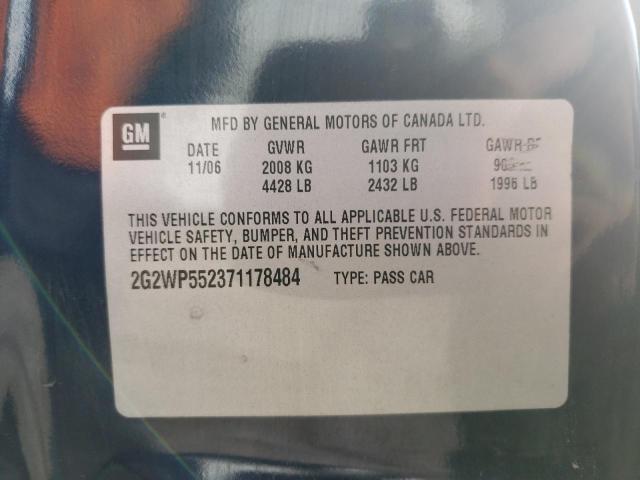 GM ®
MFD BY GENERAL MOTORS OF CANADA LTD.
DATE GVWR GAWR FRT GAWR
11/06 2008 KG 1103 KG
4428 LB 2432 LB 1996 LB
THIS VEHICLE CONFORMS TO ALL APPLICABLE U.S. FEDERAL MOTOR
VEHICLE SAFETY, BUMPER, AND THEFT PREVENTION STANDARDS IN
EFFECT ON THE DATE OF MANUFACTURE SHOWN ABOVE.
2G2WP552371178484 TYPE: PASS CAR